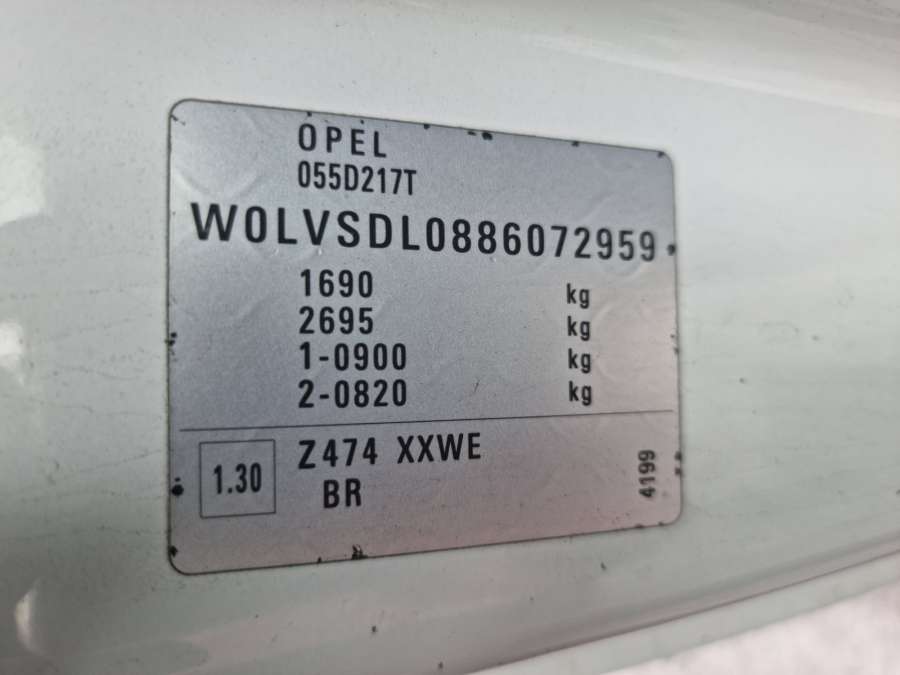 OPEL
055D217T
W0LVSDL0886072959
1690 kg
2695 kg
1-0900 kg
2-0820 kg
1.30 Z474 XXWE
BR
4199